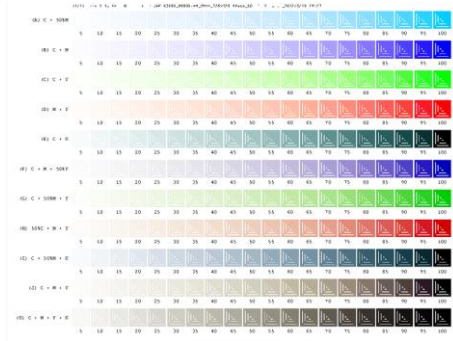 (A) C + 50%M
5 10 15 20 25 30 35 40 45 50 55 60 65 70 75 80 85 90 95 100
(B) C + M
5 10 15 20 25 30 35 40 45 50 55 60 65 70 75 80 85 90 95 100
(C) C + Y
5 10 15 20 25 30 35 40 45 50 55 60 65 70 75 80 85 90 95 100
(D) M + Y
5 10 15 20 25 30 35 40 45 50 55 60 65 70 75 80 85 90 95 100
(E) C + K
5 10 15 20 25 30 35 40 45 50 55 60 65 70 75 80 85 90 95 100
(F) C + M + 50%Y
5 10 15 20 25 30 35 40 45 50 55 60 65 70 75 80 85 90 95 100
(G) C + 50%M + Y
5 10 15 20 25 30 35 40 45 50 55 60 65 70 75 80 85 90 95 100
(H) 50%C + M + Y
5 10 15 20 25 30 35 40 45 50 55 60 65 70 75 80 85 90 95 100
(I) C + 50%M + K
5 10 15 20 25 30 35 40 45 50 55 60 65 70 75 80 85 90 95 100
(J) C + M + Y
5 10 15 20 25 30 35 40 45 50 55 60 65 70 75 80 85 90 95 100
(K) C + M + Y + K
5 10 15 20 25 30 35 40 45 50 55 60 65 70 75 80 85 90 95 100